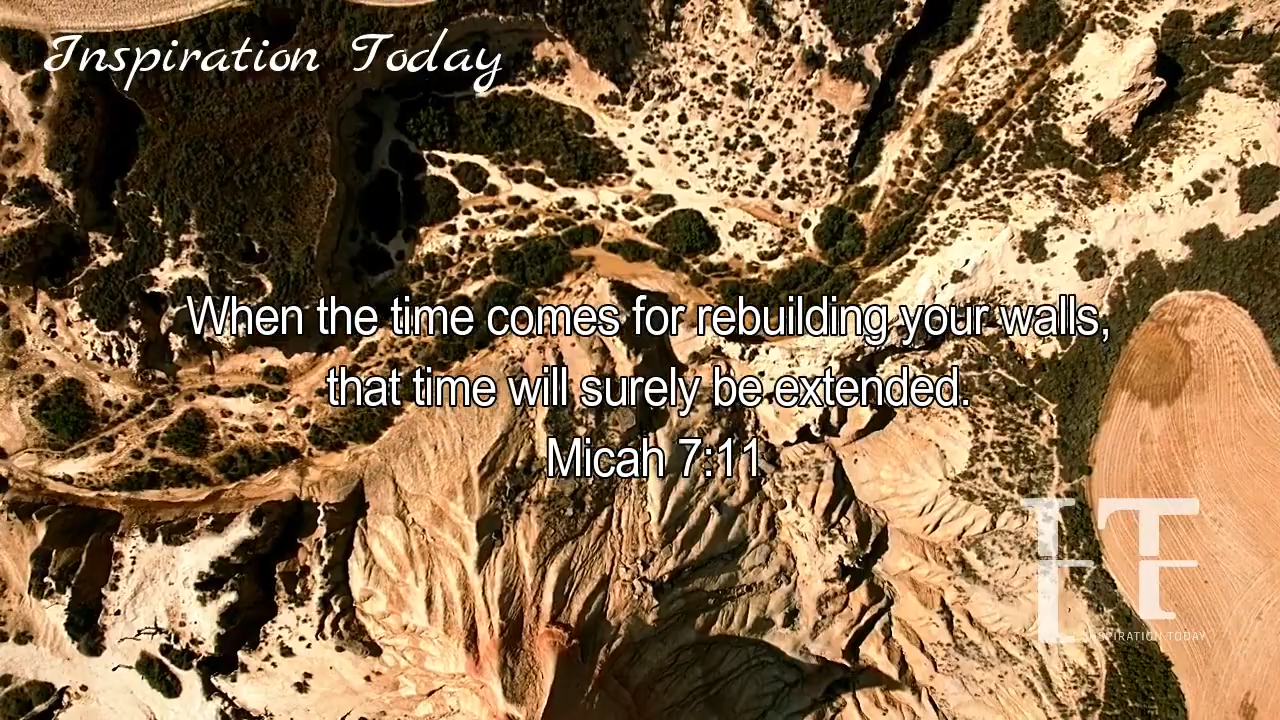 Inspiration Today
When the time comes for rebuilding your walls,
that time will surely be extended.
Micah 7:11
IT
INSPIRATION TODAY